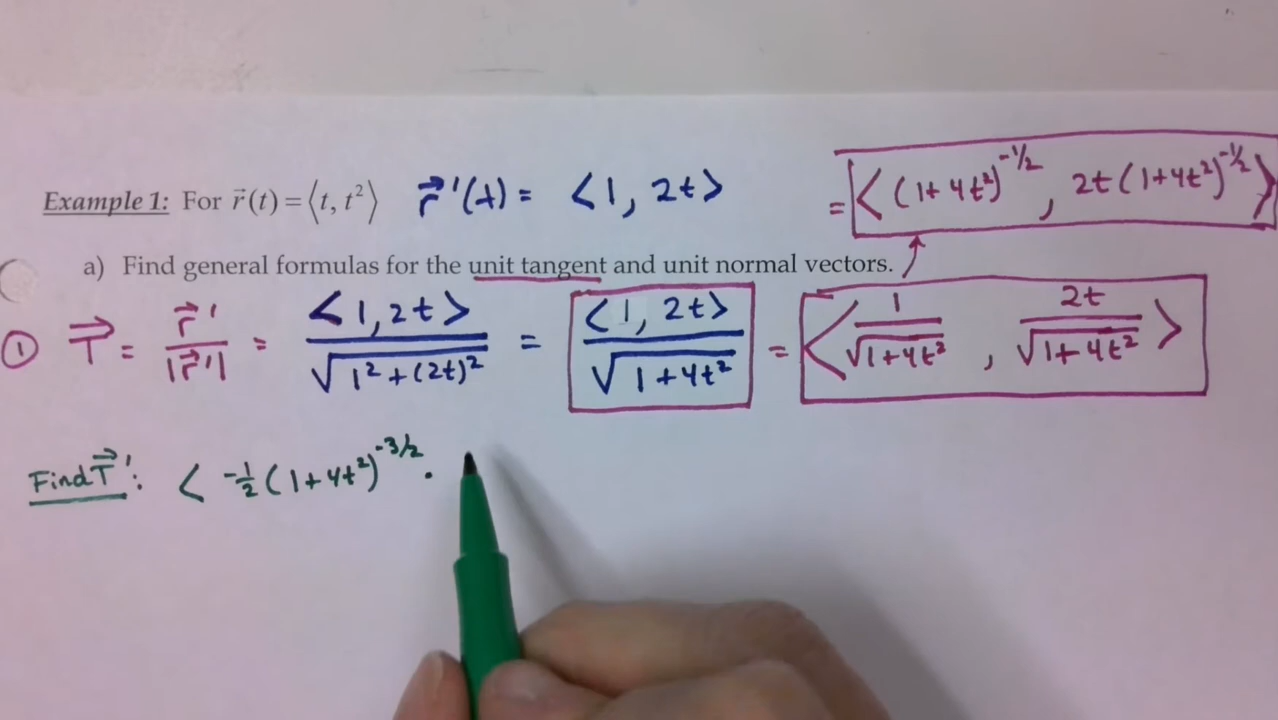 Example 1: For r⃗(t) = ⟨t, t²⟩ r⃗'(t) = <1, 2t> = <(1+4t²)^-1/2, 2t(1+4t²)^-1/2>
a) Find general formulas for the unit tangent and unit normal vectors.
① T⃗ = r⃗'/|r⃗'| = <1, 2t>/√(1²+(2t)²) = <1, 2t>/√(1+4t²) = <1/√(1+4t²), 2t/√(1+4t²)>
Find T⃗': < -1/2(1+4t²)^-3/2 ·